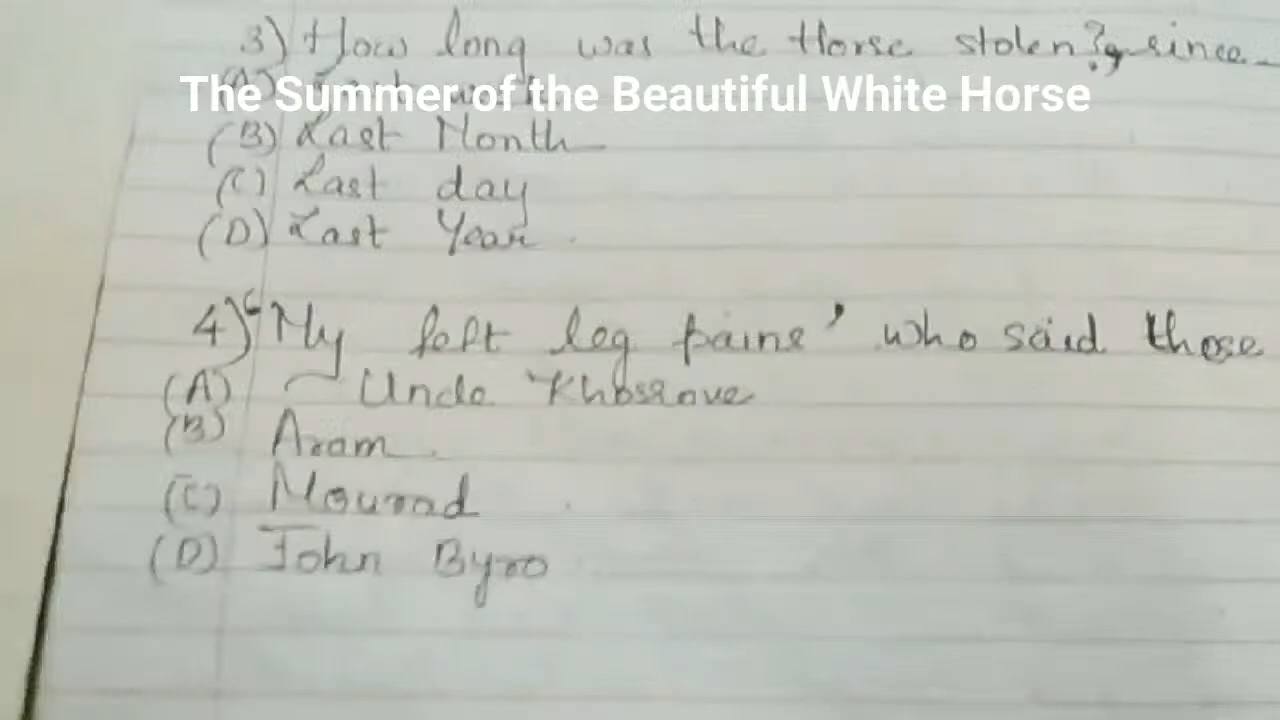 3) How long was the Horse stolen?, since
The Summer of the Beautiful White Horse
(A)
(B) Last Month
(C) Last day
(D) Last Year.
4) "My left leg pains' who said those
(A) Uncle Khosrove
(B) Aram.
(C) Mourad
(D) John Byro